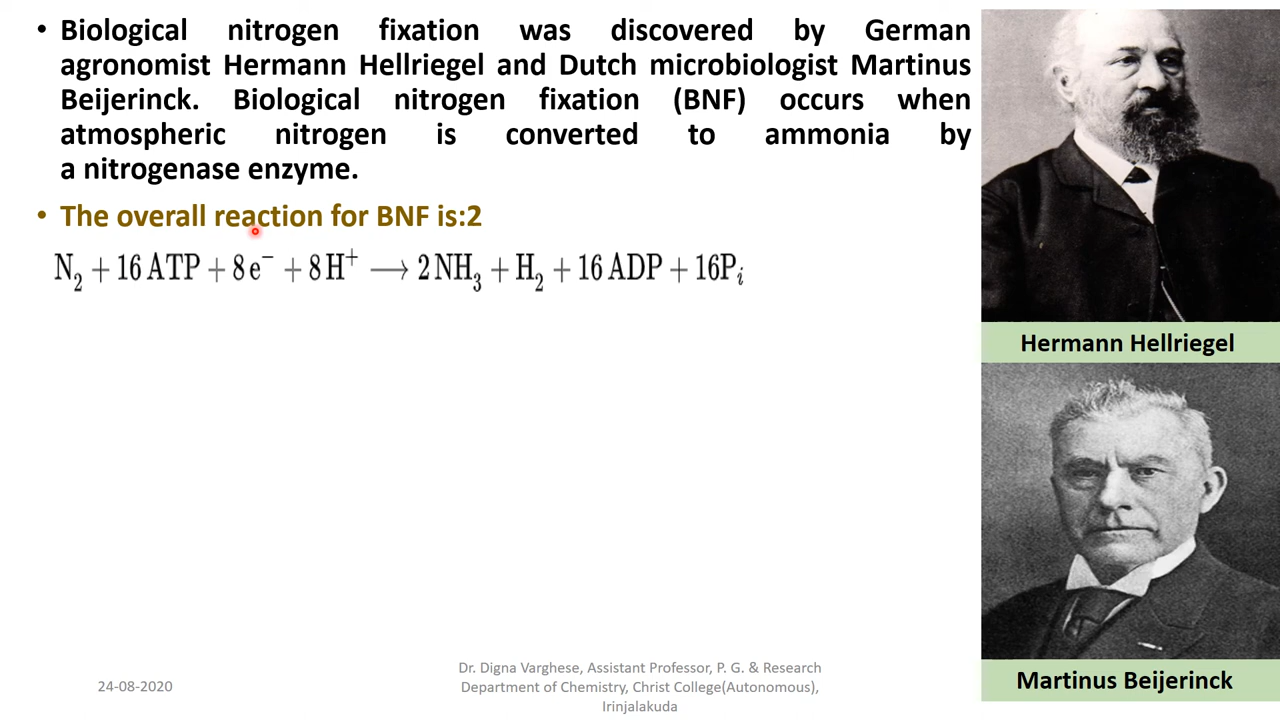 • Biological nitrogen fixation was discovered by German
agronomist Hermann Hellriegel and Dutch microbiologist Martinus
Beijerinck. Biological nitrogen fixation (BNF) occurs when
atmospheric nitrogen is converted to ammonia by
a nitrogenase enzyme.
• The overall reaction for BNF is:2
N₂ + 16 ATP + 8 e⁻ + 8 H⁺ ⟶ 2 NH₃ + H₂ + 16 ADP + 16Pᵢ
Hermann Hellriegel
Martinus Beijerinck
24-08-2020
Dr. Digna Varghese, Assistant Professor, P. G. & Research
Department of Chemistry, Christ College(Autonomous),
Irinjalakuda